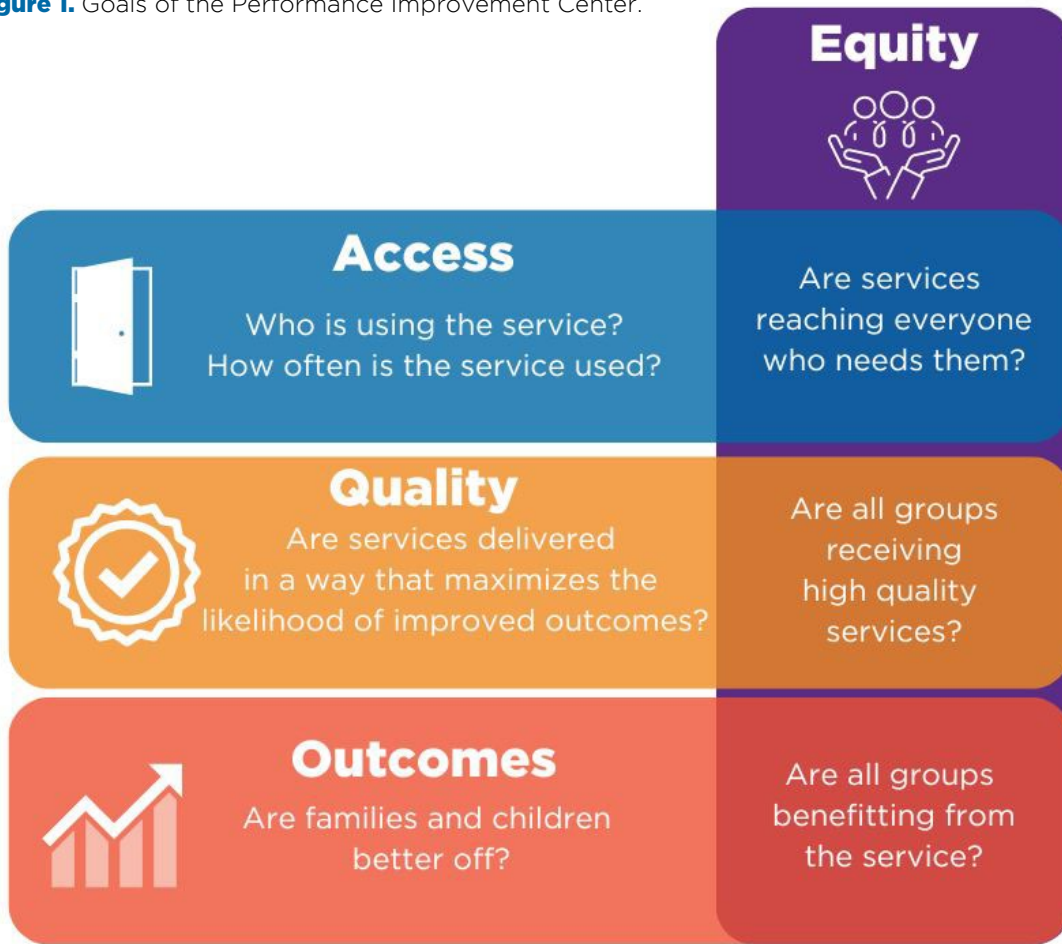 gure 1. Goals of the Performance Improvement Center.
Equity
Access
Who is using the service?
How often is the service used?
Are services
reaching everyone
who needs them?
Quality
Are services delivered
in a way that maximizes the
likelihood of improved outcomes?
Are all groups
receiving
high quality
services?
Outcomes
Are families and children
better off?
Are all groups
benefitting from
the service?